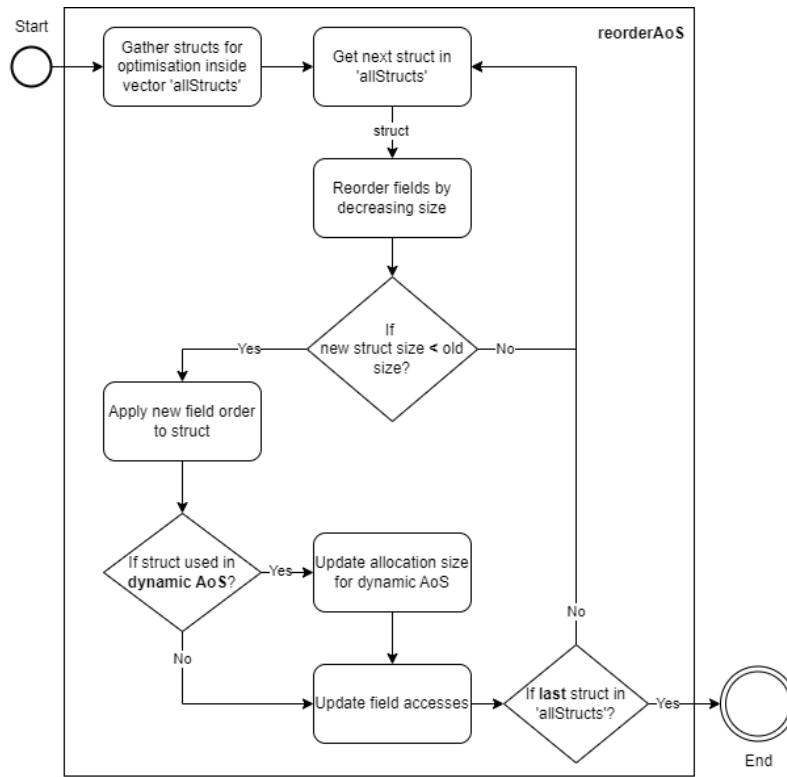 Start
reorderAoS
Gather structs for
optimisation inside
vector 'allStructs'
Get next struct in
'allStructs'
struct
Reorder fields by
decreasing size
If
new struct size < old
size?
Yes
No
Apply new field order
to struct
If struct used in
dynamic AoS?
Yes
Update allocation size
for dynamic AoS
No
No
Update field accesses
If last struct in
'allStructs'?
Yes
End